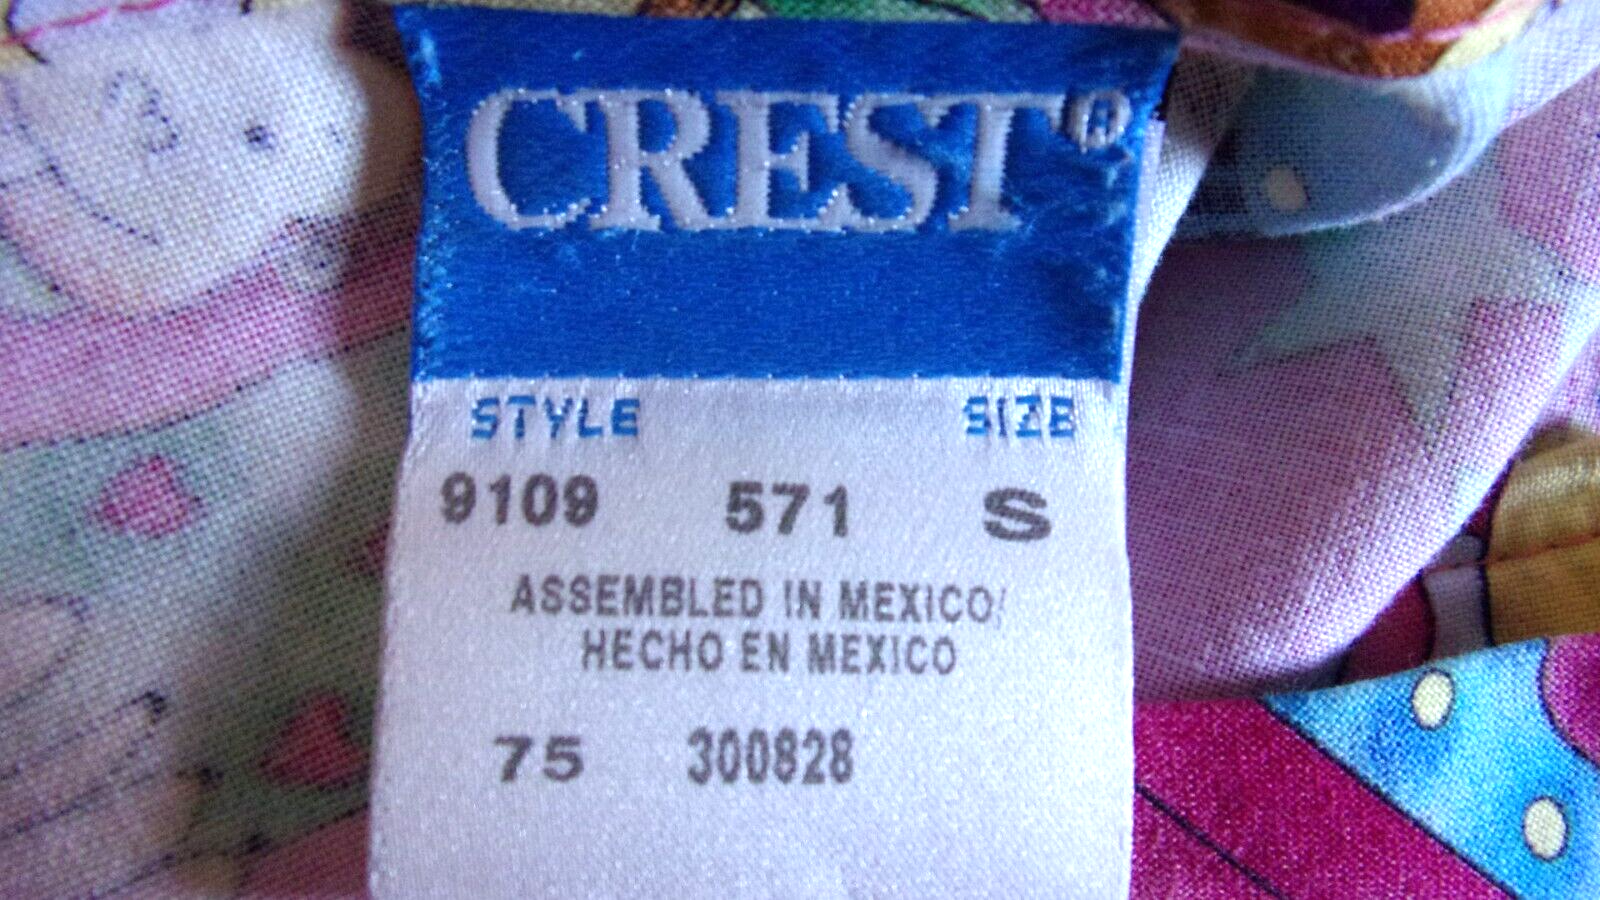 CREST®
STYLE SIZE
9109 571 S
ASSEMBLED IN MEXICO/
HECHO EN MEXICO
75 300828